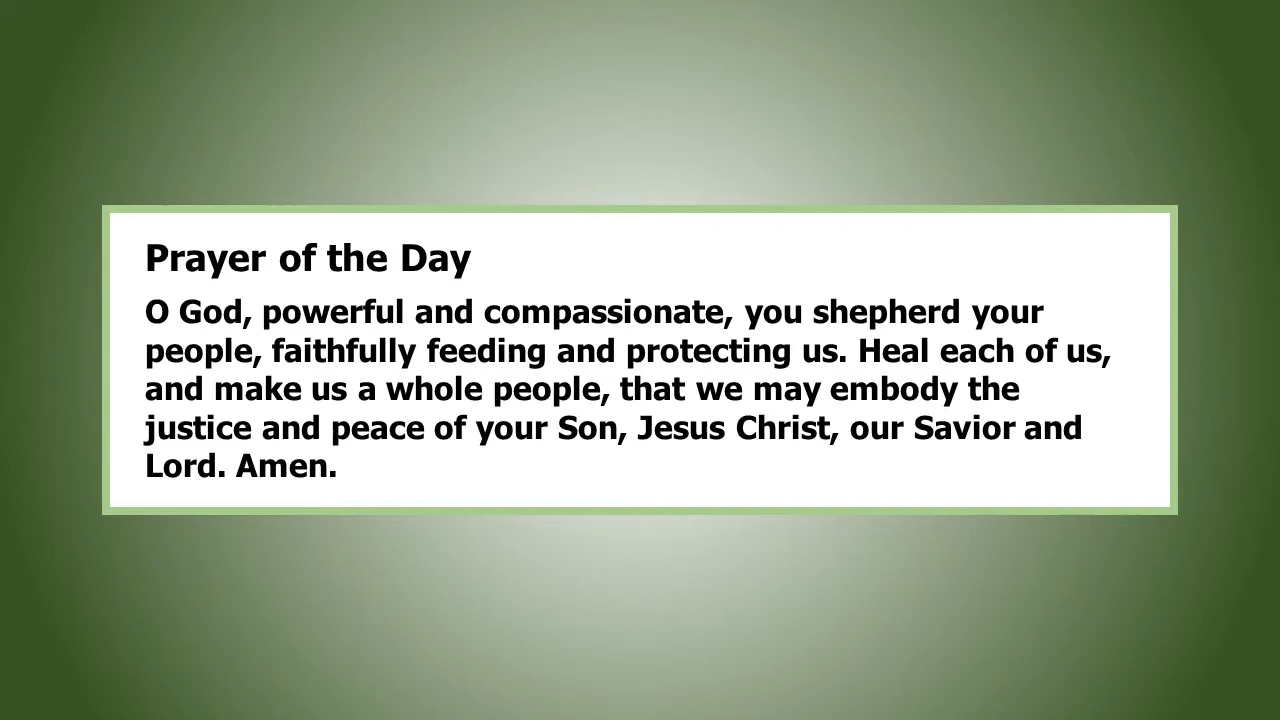 Prayer of the Day
O God, powerful and compassionate, you shepherd your
people, faithfully feeding and protecting us. Heal each of us,
and make us a whole people, that we may embody the
justice and peace of your Son, Jesus Christ, our Savior and
Lord. Amen.